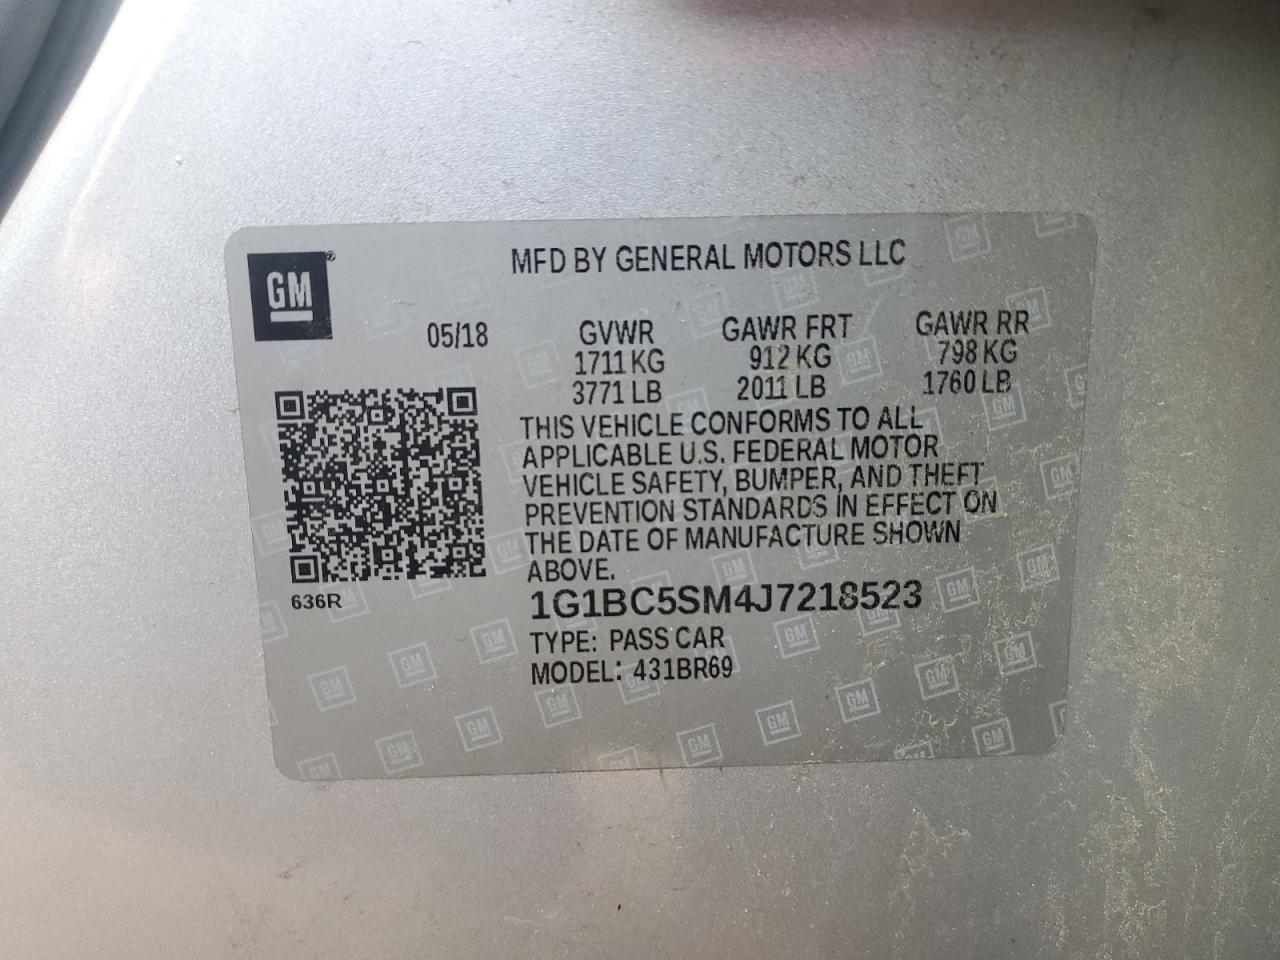 GM
MFD BY GENERAL MOTORS LLC
05/18 GVWR GAWR FRT GAWR RR
1711 KG 912 KG 798 KG
3771 LB 2011 LB 1760 LB
THIS VEHICLE CONFORMS TO ALL
APPLICABLE U.S. FEDERAL MOTOR
VEHICLE SAFETY, BUMPER, AND THEFT
PREVENTION STANDARDS IN EFFECT ON
THE DATE OF MANUFACTURE SHOWN
ABOVE.
636R
1G1BC5SM4J7218523
TYPE: PASS CAR
MODEL: 431BR69